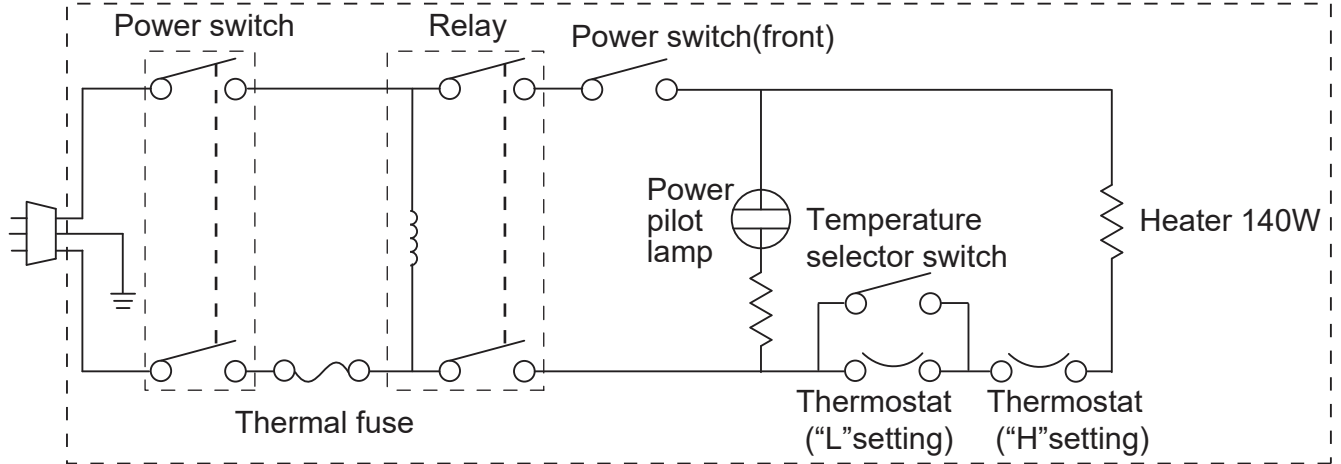 Power switch
Relay
Power switch(front)
Power
pilot
lamp
Temperature
selector switch
Heater 140W
Thermal fuse
Thermostat
(“L”setting)
Thermostat
(“H”setting)